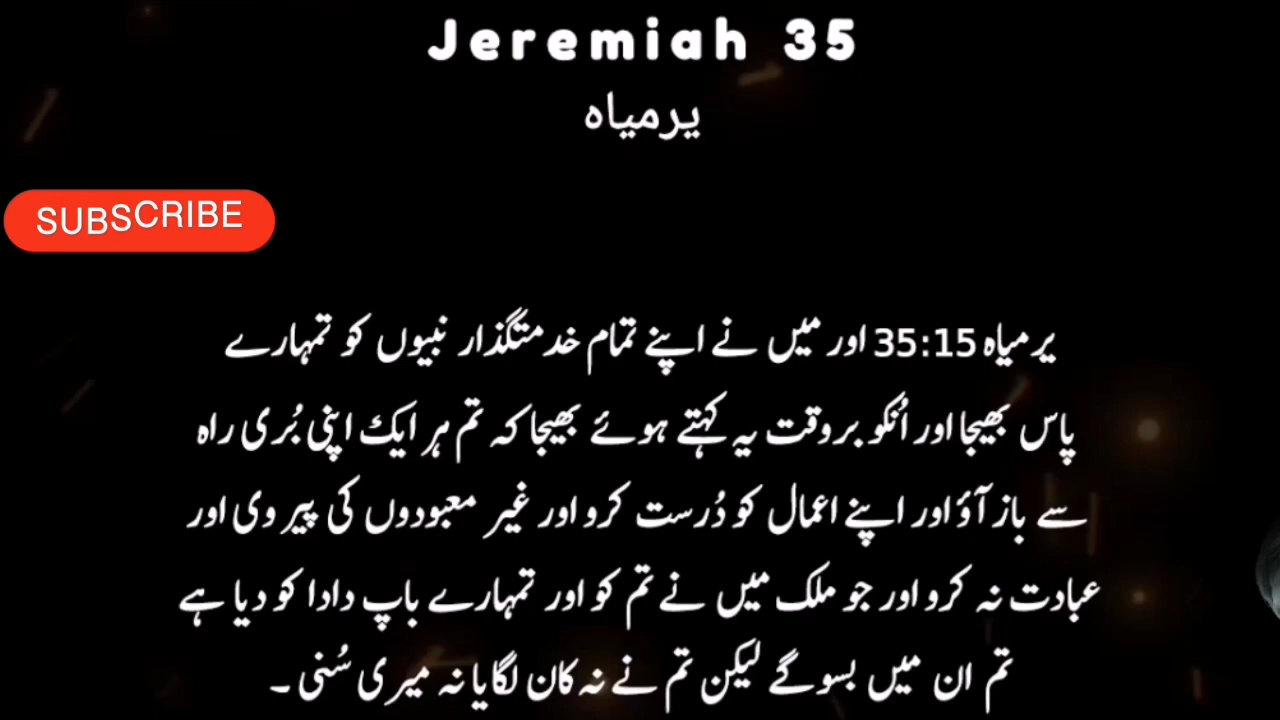 Jeremiah 35
یرمیاہ
SUBSCRIBE
یرمیاہ 35:15 اور میں نے اپنے تمام خدمتگذار نبیوں کو تمہارے
پاس بھیجا اور اُنکو بروقت یہ کہتے ہوئے بھیجا کہ تم ہر ایک اپنی بُری راہ
سے باز آؤ اور اپنے اعمال کو دُرست کرو اور غیر معبودوں کی پیروی اور
عبادت نہ کرو اور جو ملک میں نے تم کو اور تمہارے باپ دادا کو دیا ہے
تم ان میں بسوگے لیکن تم نے نہ کان لگایا نہ میری سُنی ۔